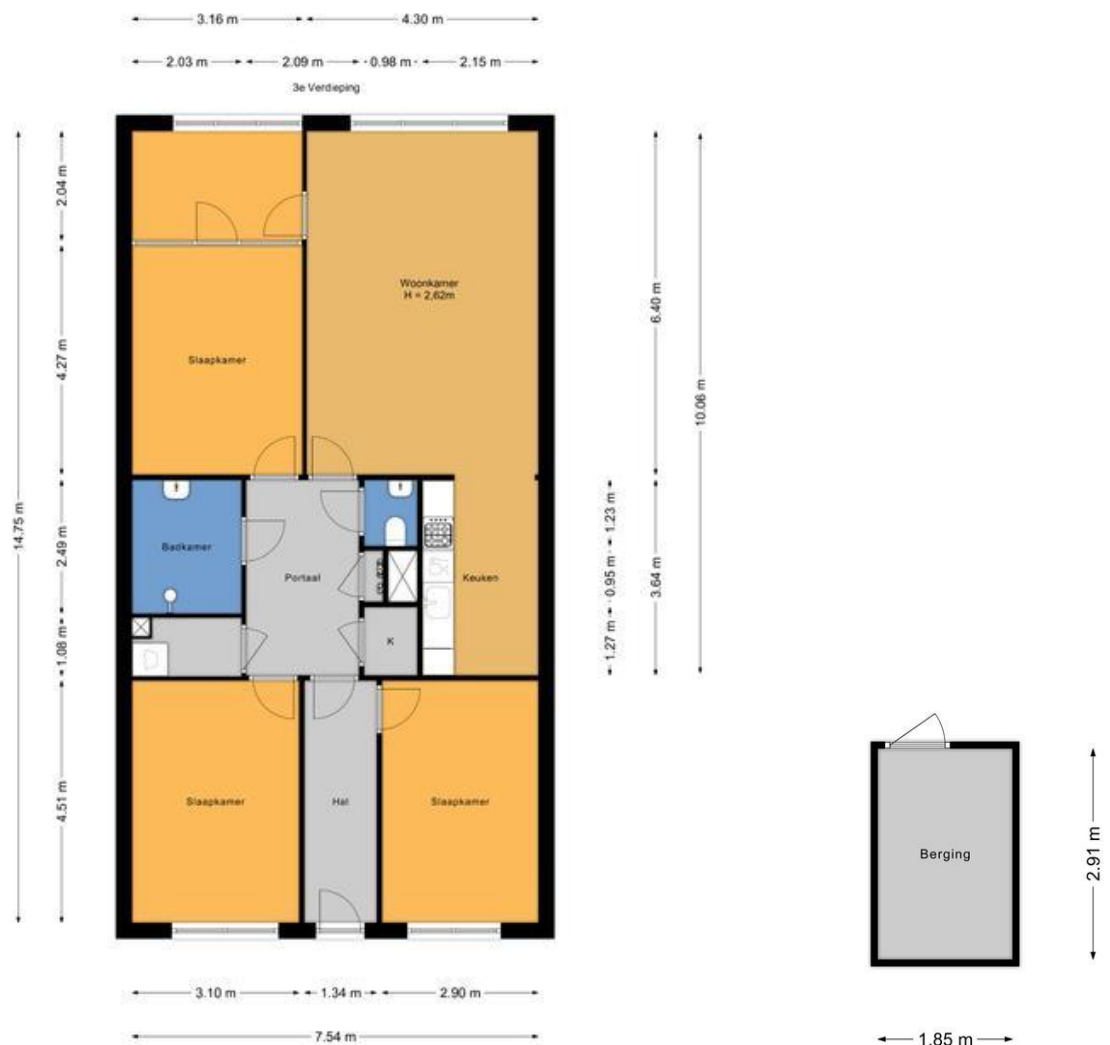 3.16 m 4.30 m
2.03 m 2.09 m 0.98 m 2.15 m
3e Verdieping
14.75 m
2.04 m
4.27 m
2.49 m
1.08 m
4.51 m
Woonkamer
H = 2,62m
Slaapkamer
Badkamer
Portaal
Keuken
K
Slaapkamer
Hal
Slaapkamer
6.40 m
10.06 m
1.23 m
0.95 m
1.27 m
3.64 m
3.10 m 1.34 m 2.90 m
7.54 m
Berging
2.91 m
1.85 m